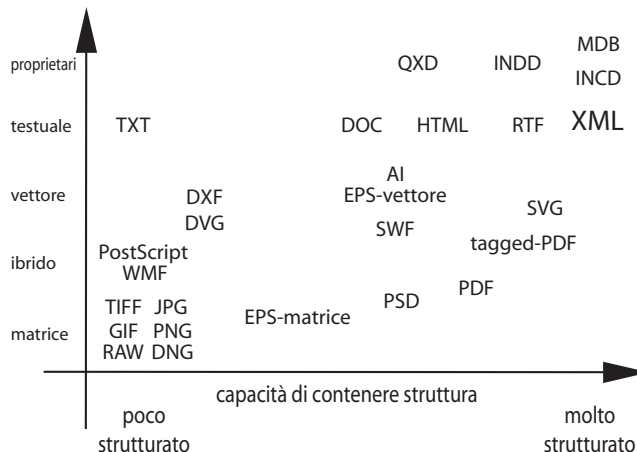 MDB
proprietari QXD INDD
INCD
testuale TXT DOC HTML RTF XML
AI
vettore DXF EPS-vettore
SVG
DVG SWF
tagged-PDF
PostScript
ibrido
WMF
PDF
TIFF JPG PSD
EPS-matrice
matrice GIF PNG
RAW DNG
capacità di contenere struttura
poco molto
strutturato strutturato